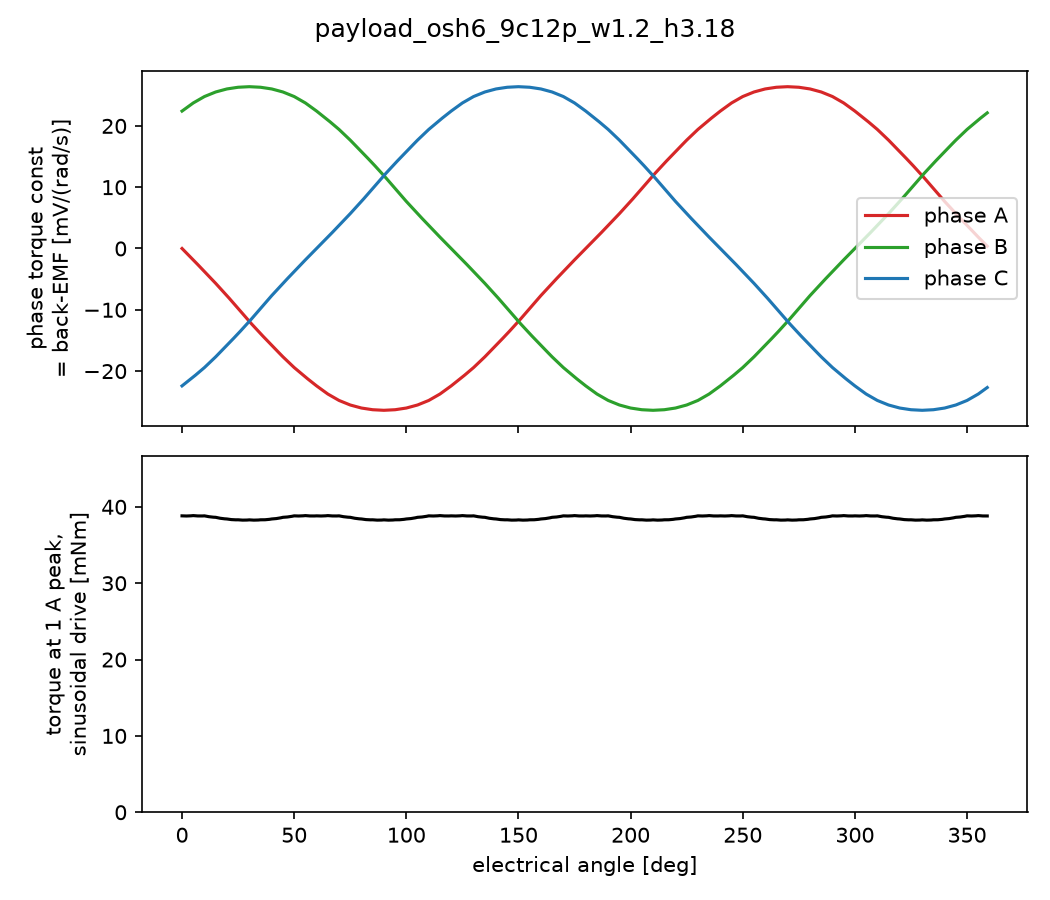 payload_osh6_9c12p_w1.2_h3.18
phase torque const
= back-EMF [mV/(rad/s)]
20
10
0
−10
−20
phase A
phase B
phase C
torque at 1 A peak,
sinusoidal drive [mNm]
40
30
20
10
0
0 50 100 150 200 250 300 350
electrical angle [deg]